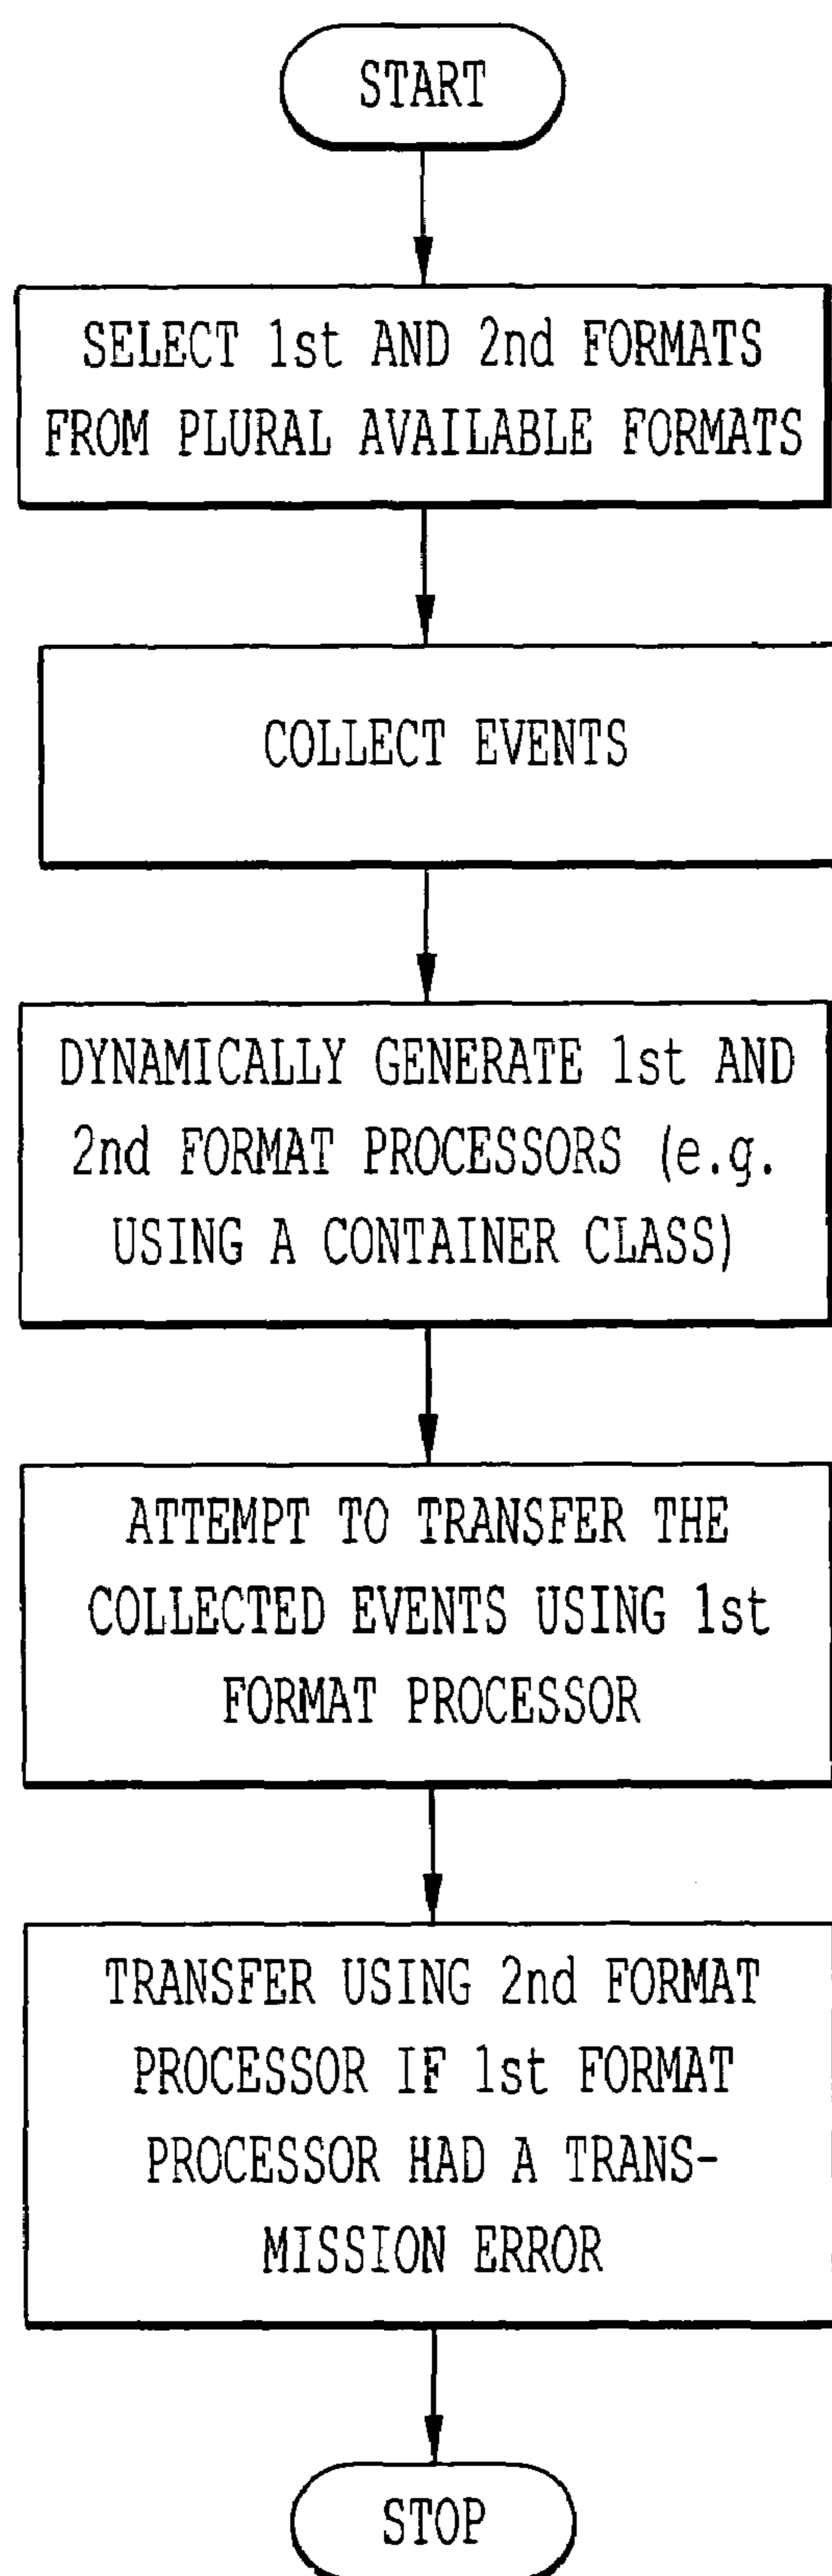 START
SELECT 1st AND 2nd FORMATS
FROM PLURAL AVAILABLE FORMATS
COLLECT EVENTS
DYNAMICALLY GENERATE 1st AND
2nd FORMAT PROCESSORS (e.g.
USING A CONTAINER CLASS)
ATTEMPT TO TRANSFER THE
COLLECTED EVENTS USING 1st
FORMAT PROCESSOR
TRANSFER USING 2nd FORMAT
PROCESSOR IF 1st FORMAT
PROCESSOR HAD A TRANS-
MISSION ERROR
STOP